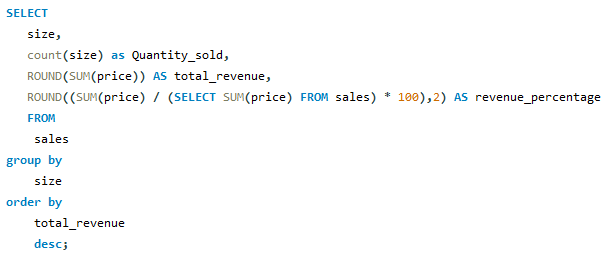 SELECT
size,
count(size) as Quantity_sold,
ROUND(SUM(price)) AS total_revenue,
ROUND((SUM(price) / (SELECT SUM(price) FROM sales) * 100),2) AS revenue_percentage
FROM
sales
group by
size
order by
total_revenue
desc;